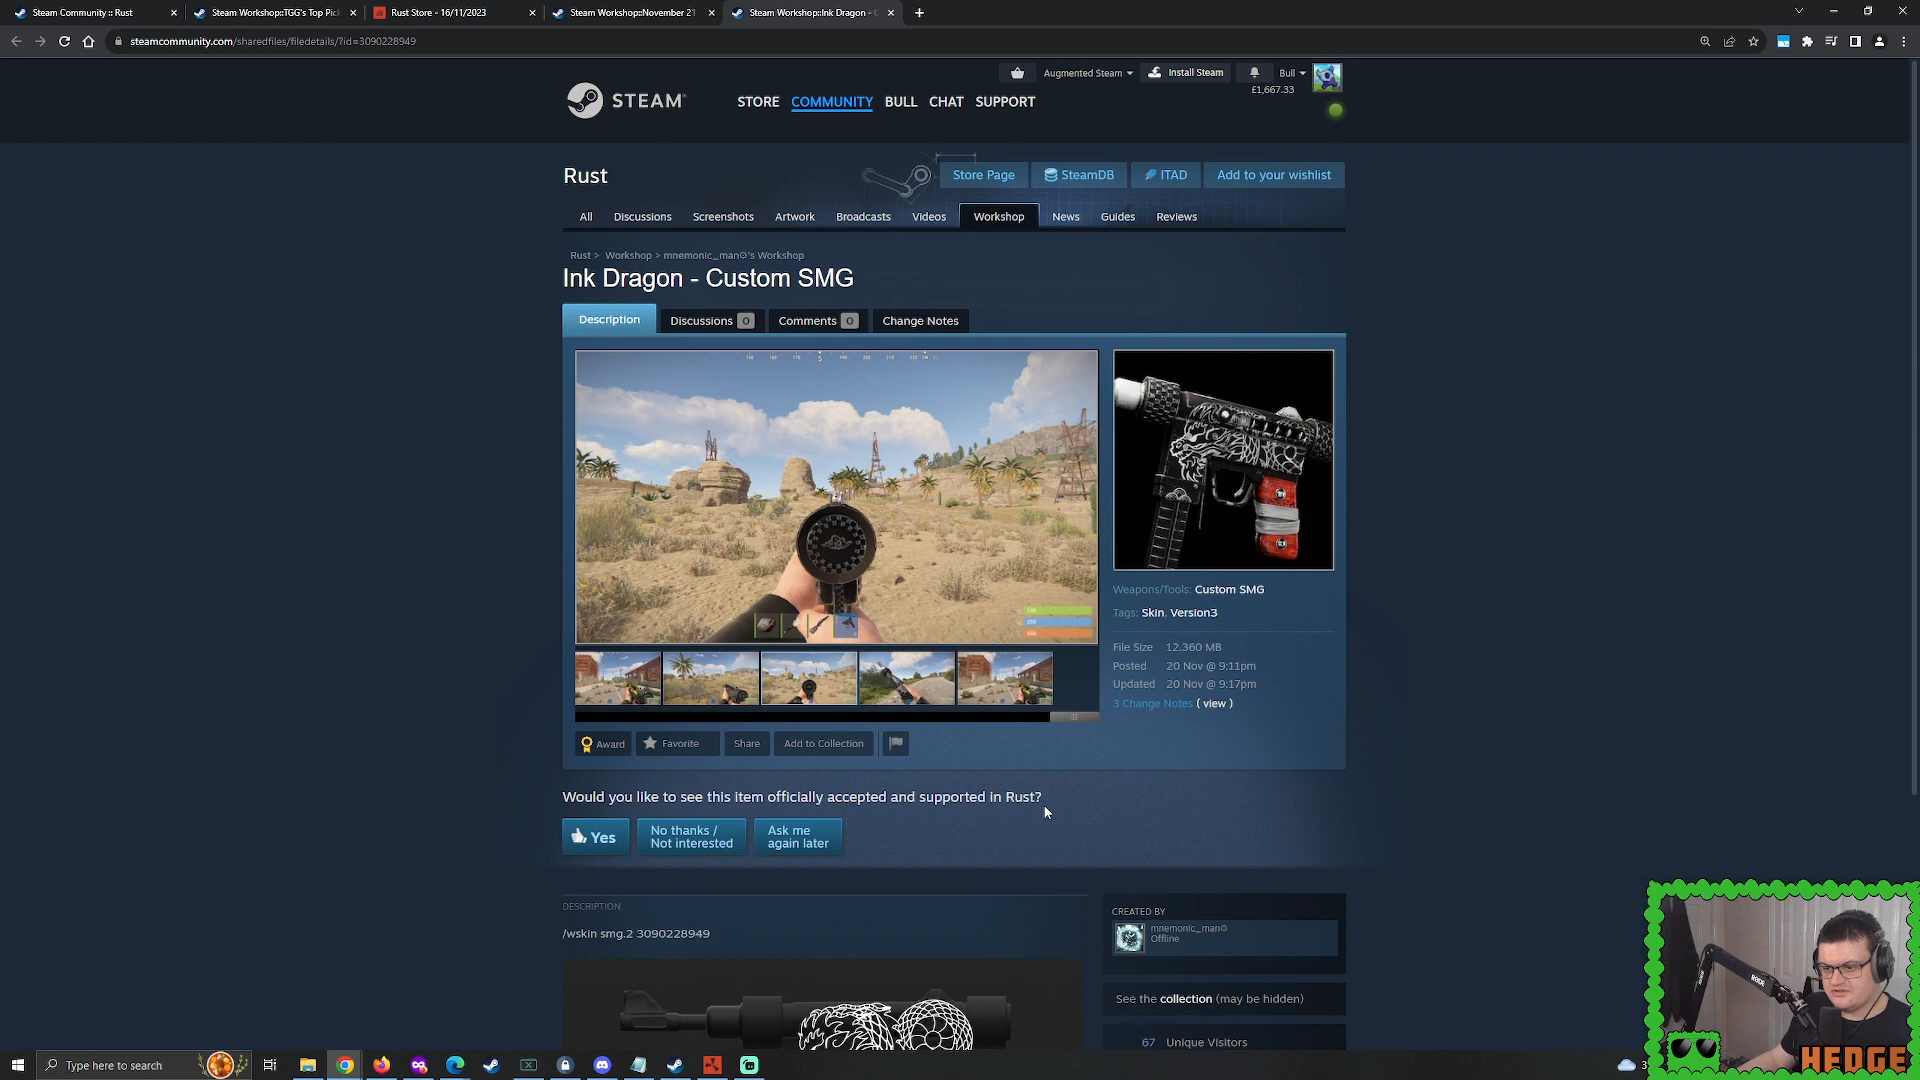 Steam Community :: Rust
Steam Workshop::TGG's Top Pic
Rust Store - 16/11/2023
Steam Workshop::November 21
Steam Workshop::Ink Dragon - C
steamcommunity.com/sharedfiles/filedetails/?id=3090228949
Augmented Steam
Install Steam
Bull
£1,667.33
STEAM
STORE COMMUNITY BULL CHAT SUPPORT
Rust
Store Page SteamDB ITAD Add to your wishlist
All Discussions Screenshots Artwork Broadcasts Videos Workshop News Guides Reviews
Rust > Workshop > mnemonic_man⚙'s Workshop
Ink Dragon - Custom SMG
Description Discussions 0 Comments 0 Change Notes
Weapons/Tools: Custom SMG
Tags: Skin, Version3
File Size 12.360 MB
Posted 20 Nov @ 9:11pm
Updated 20 Nov @ 9:17pm
3 Change Notes ( view )
Award Favorite Share Add to Collection
Would you like to see this item officially accepted and supported in Rust?
Yes
No thanks /
Not interested
Ask me
again later
DESCRIPTION
/wskin smg.2 3090228949
CREATED BY
mnemonic_man⚙
Offline
See the collection (may be hidden)
67 Unique Visitors
Type here to search
HEDGE